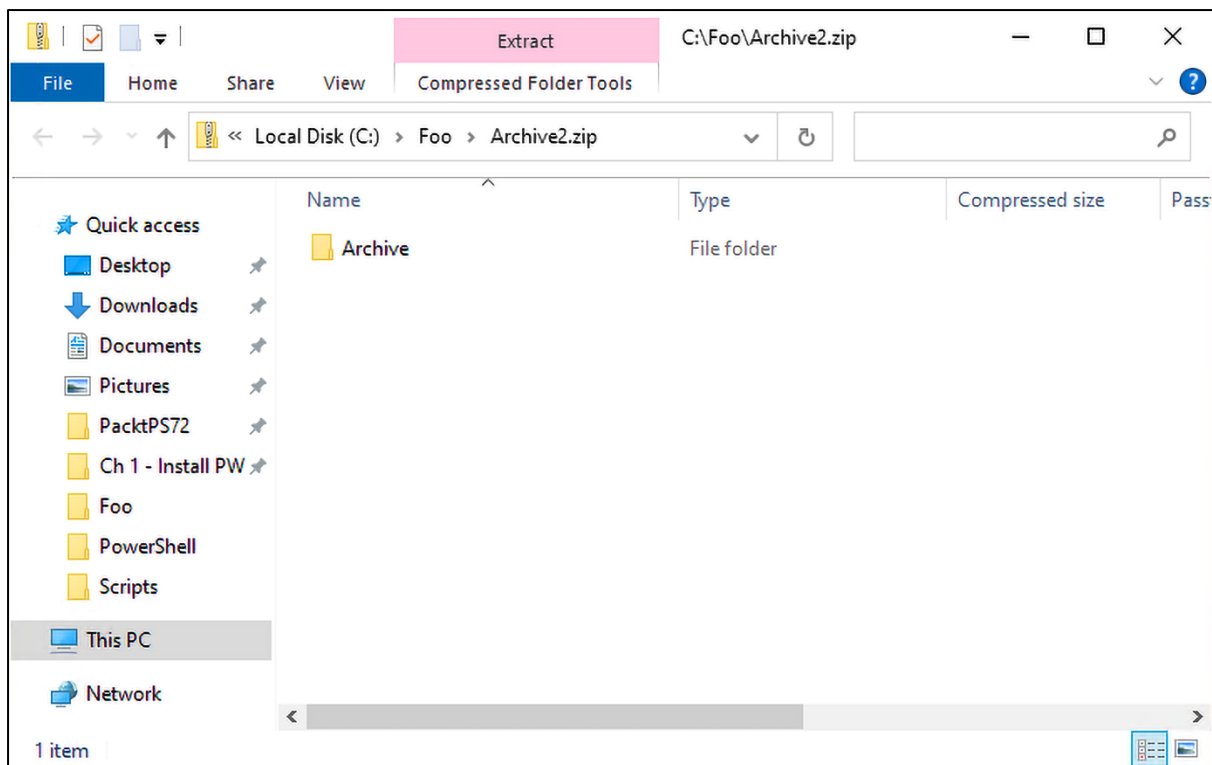 Extract C:\Foo\Archive2.zip
File Home Share View Compressed Folder Tools ?
« Local Disk (C:) > Foo > Archive2.zip
Name Type Compressed size Pass
Quick access
Archive File folder
Desktop
Downloads
Documents
Pictures
PacktPS72
Ch 1 - Install PW
Foo
PowerShell
Scripts
This PC
Network
1 item